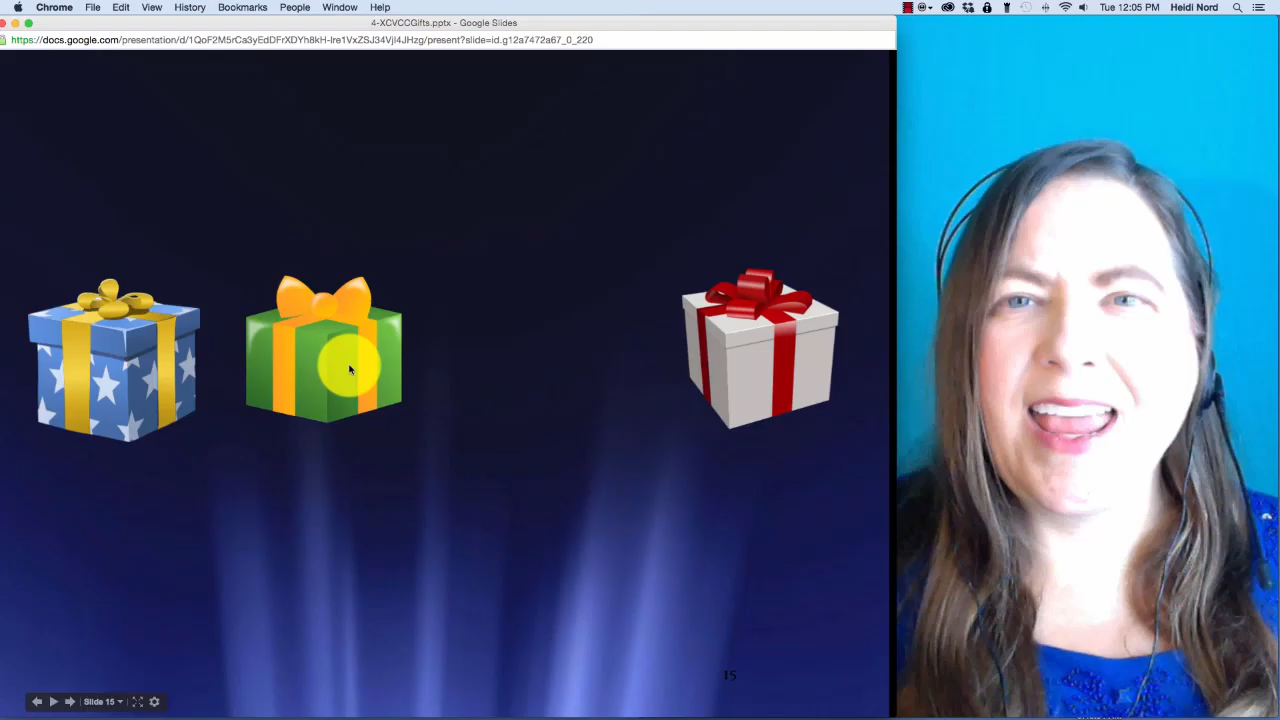 Chrome File Edit View History Bookmarks People Window Help Tue 12:05 PM Heidi Nord
4-XCVCCGifts.pptx - Google Slides
https://docs.google.com/presentation/d/1QoF2M5rCa3yEdDFrXDYh8kH-Ire1VxZSJ34VjI4JHzg/present?slide=id.g12a7472a67_0_220
15
Slide 15